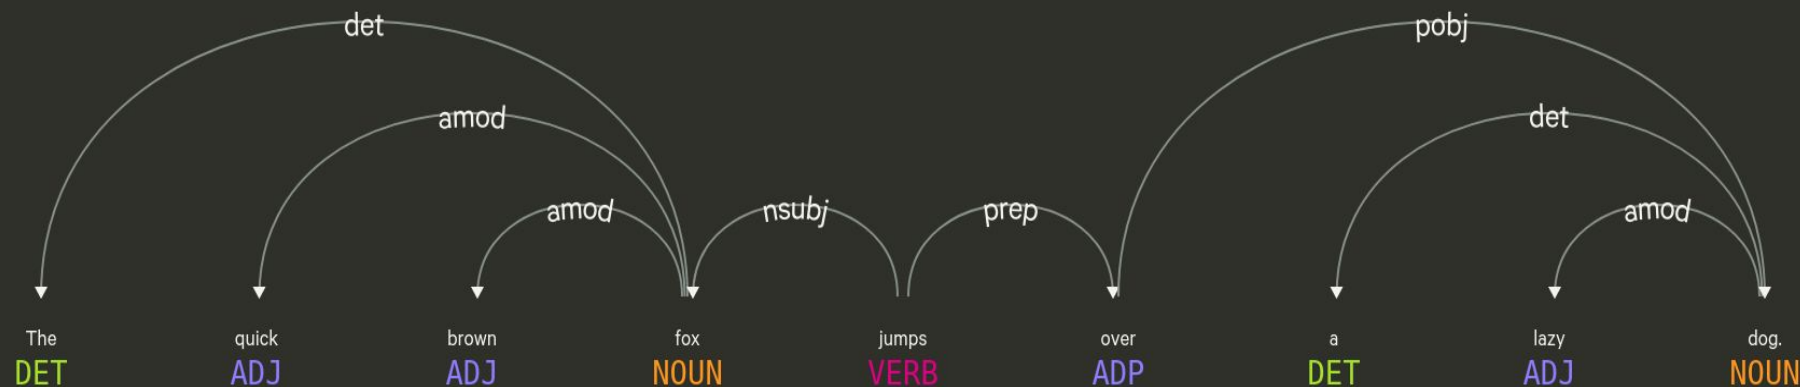 det pobj
amod det
amod nsubj prep amod
The quick brown fox jumps over a lazy dog.
DET ADJ ADJ NOUN VERB ADP DET ADJ NOUN